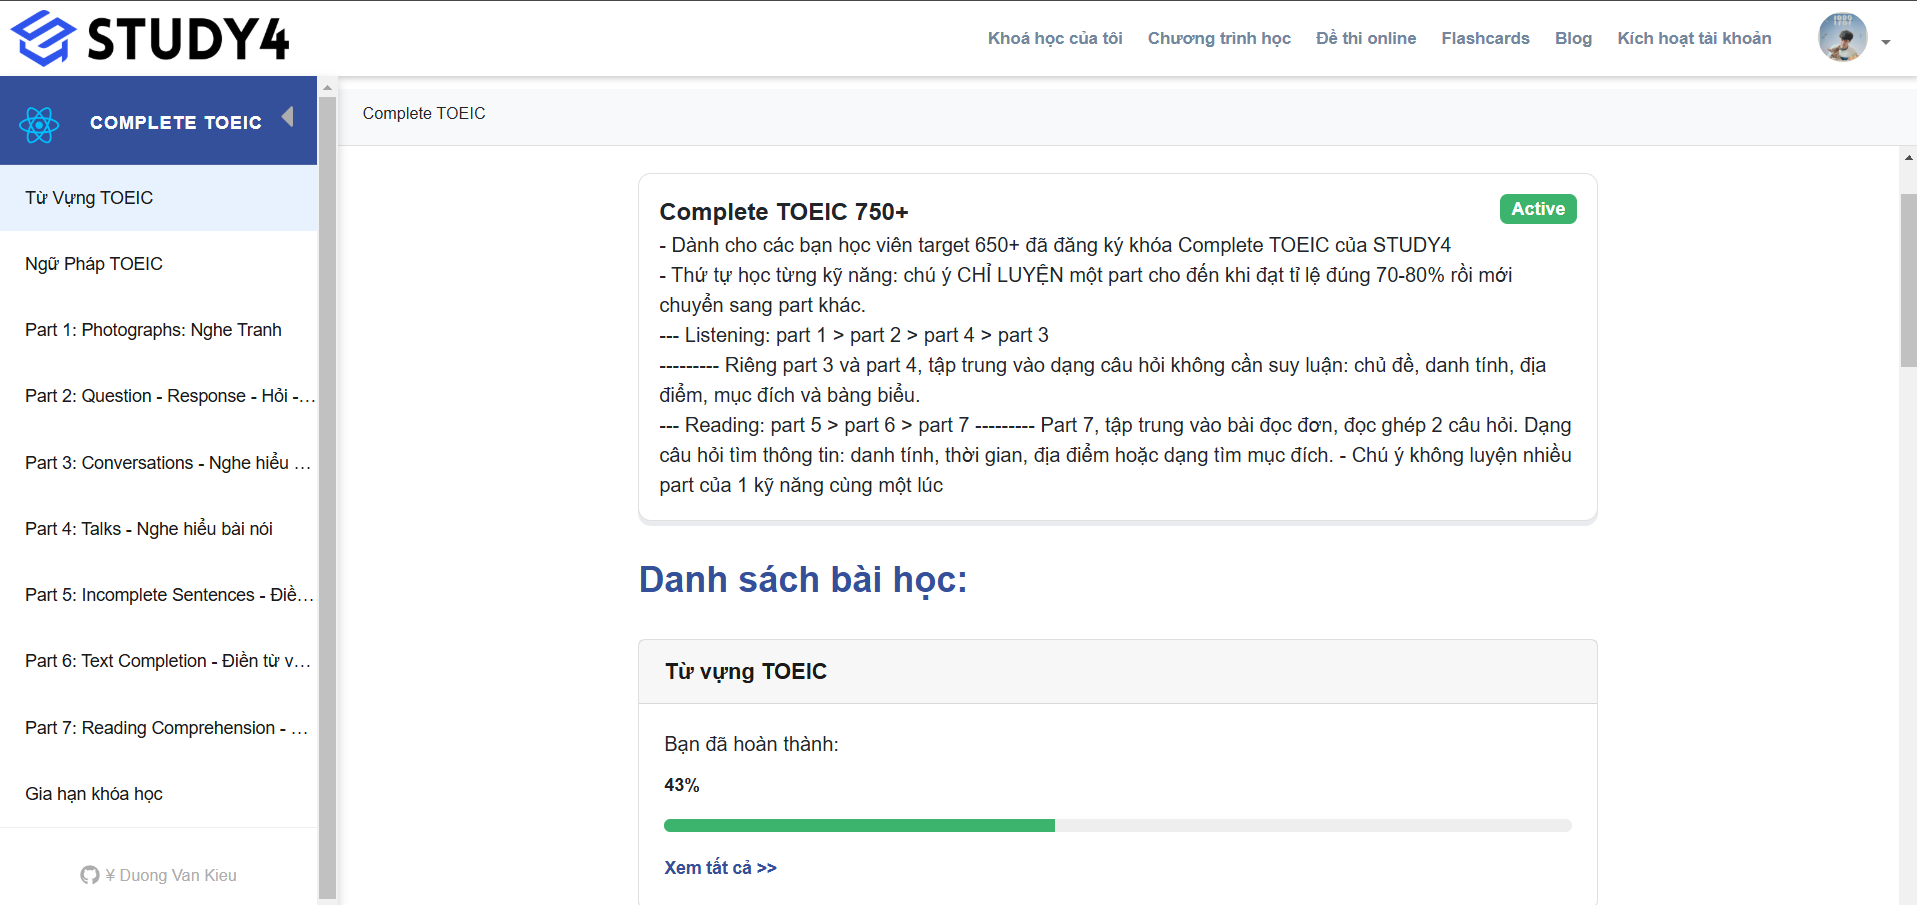 STUDY4
Khoá học của tôi
Chương trình học
Đề thi online
Flashcards
Blog
Kích hoạt tài khoản
COMPLETE TOEIC
Từ Vựng TOEIC
Ngữ Pháp TOEIC
Part 1: Photographs: Nghe Tranh
Part 2: Question - Response - Hỏi -...
Part 3: Conversations - Nghe hiểu ...
Part 4: Talks - Nghe hiểu bài nói
Part 5: Incomplete Sentences - Điề...
Part 6: Text Completion - Điền từ v...
Part 7: Reading Comprehension - ...
Gia hạn khóa học
¥ Duong Van Kieu
Complete TOEIC
Complete TOEIC 750+
Active
- Dành cho các bạn học viên target 650+ đã đăng ký khóa Complete TOEIC của STUDY4
- Thứ tự học từng kỹ năng: chú ý CHỈ LUYỆN một part cho đến khi đạt tỉ lệ đúng 70-80% rồi mới
chuyển sang part khác.
--- Listening: part 1 > part 2 > part 4 > part 3
--------- Riêng part 3 và part 4, tập trung vào dạng câu hỏi không cần suy luận: chủ đề, danh tính, địa
điểm, mục đích và bảng biểu.
--- Reading: part 5 > part 6 > part 7 --------- Part 7, tập trung vào bài đọc đơn, đọc ghép 2 câu hỏi. Dạng
câu hỏi tìm thông tin: danh tính, thời gian, địa điểm hoặc dạng tìm mục đích. - Chú ý không luyện nhiều
part của 1 kỹ năng cùng một lúc
Danh sách bài học:
Từ vựng TOEIC
Bạn đã hoàn thành:
43%
Xem tất cả >>